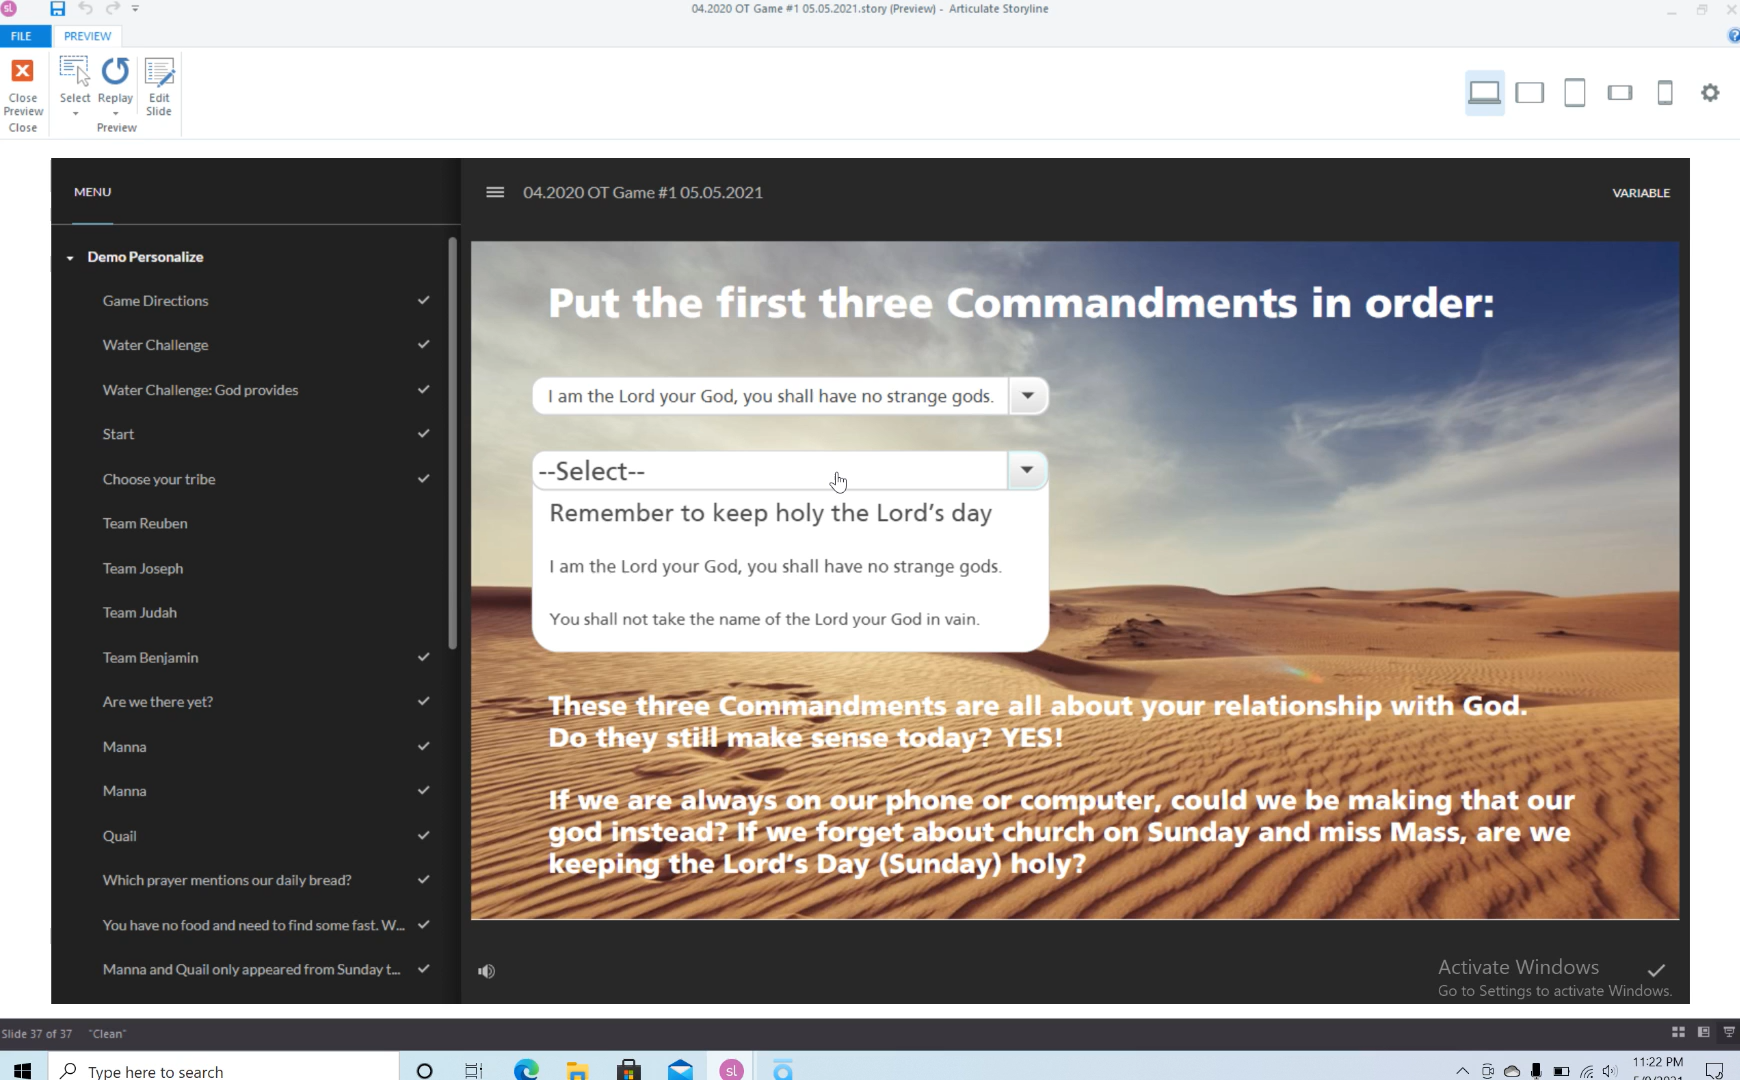 04.2020 OT Game #1 05.05.2021.story (Preview) - Articulate Storyline
FILE
PREVIEW
Close Preview
Select
Replay
Edit Slide
Close
Preview
MENU
04.2020 OT Game #1 05.05.2021
VARIABLE
Demo Personalize
Game Directions
Water Challenge
Water Challenge: God provides
Start
Choose your tribe
Team Reuben
Team Joseph
Team Judah
Team Benjamin
Are we there yet?
Manna
Manna
Quail
Which prayer mentions our daily bread?
You have no food and need to find some fast. W...
Manna and Quail only appeared from Sunday t...
Put the first three Commandments in order:
I am the Lord your God, you shall have no strange gods.
--Select--
Remember to keep holy the Lord's day
I am the Lord your God, you shall have no strange gods.
You shall not take the name of the Lord your God in vain.
These three Commandments are all about your relationship with God.
Do they still make sense today? YES!
If we are always on our phone or computer, could we be making that our
god instead? If we forget about church on Sunday and miss Mass, are we
keeping the Lord's Day (Sunday) holy?
Activate Windows
Go to Settings to activate Windows.
Slide 37 of 37 "Clean"
Type here to search
sl
11:22 PM